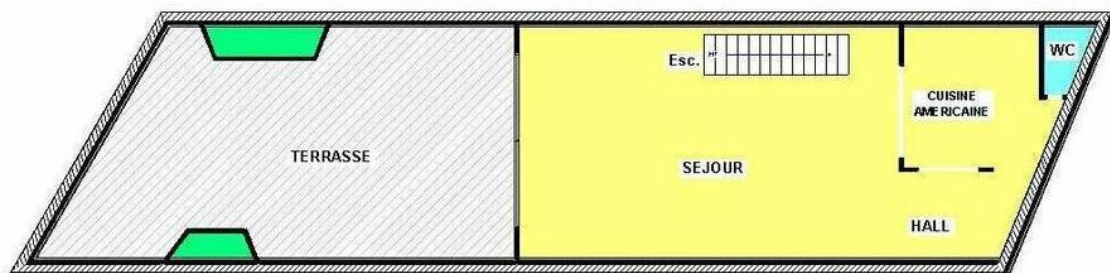 WC
Esc.
CUISINE
AMERICAINE
TERRASSE
SEJOUR
HALL